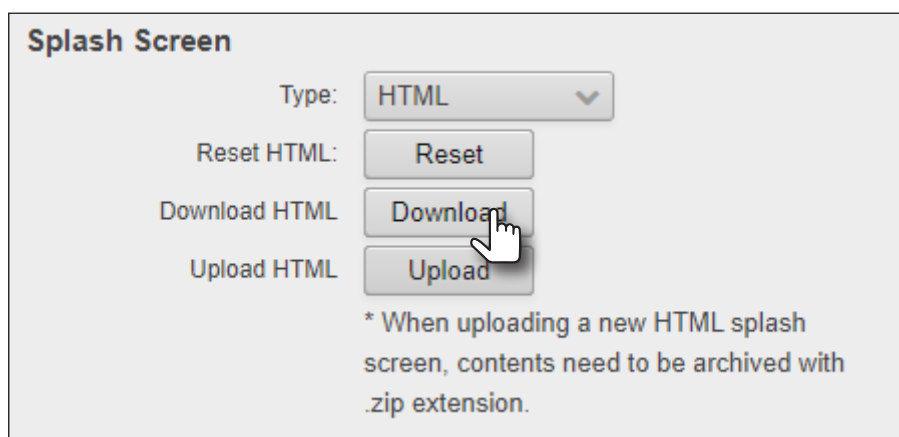 Splash Screen
Type: HTML
Reset HTML: Reset
Download HTML Download
Upload HTML Upload
* When uploading a new HTML splash
screen, contents need to be archived with
.zip extension.